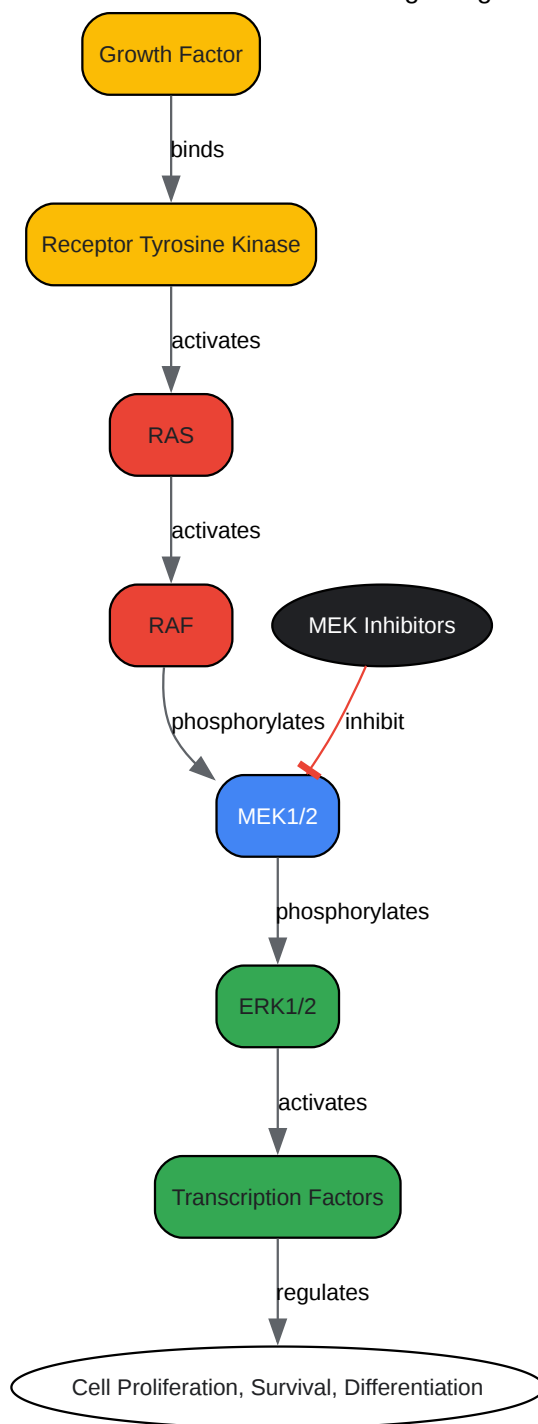 Growth Factor
binds
Receptor Tyrosine Kinase
activates
RAS
activates
RAF
MEK Inhibitors
phosphorylates
inhibit
MEK1/2
phosphorylates
ERK1/2
activates
Transcription Factors
regulates
Cell Proliferation, Survival, Differentiation